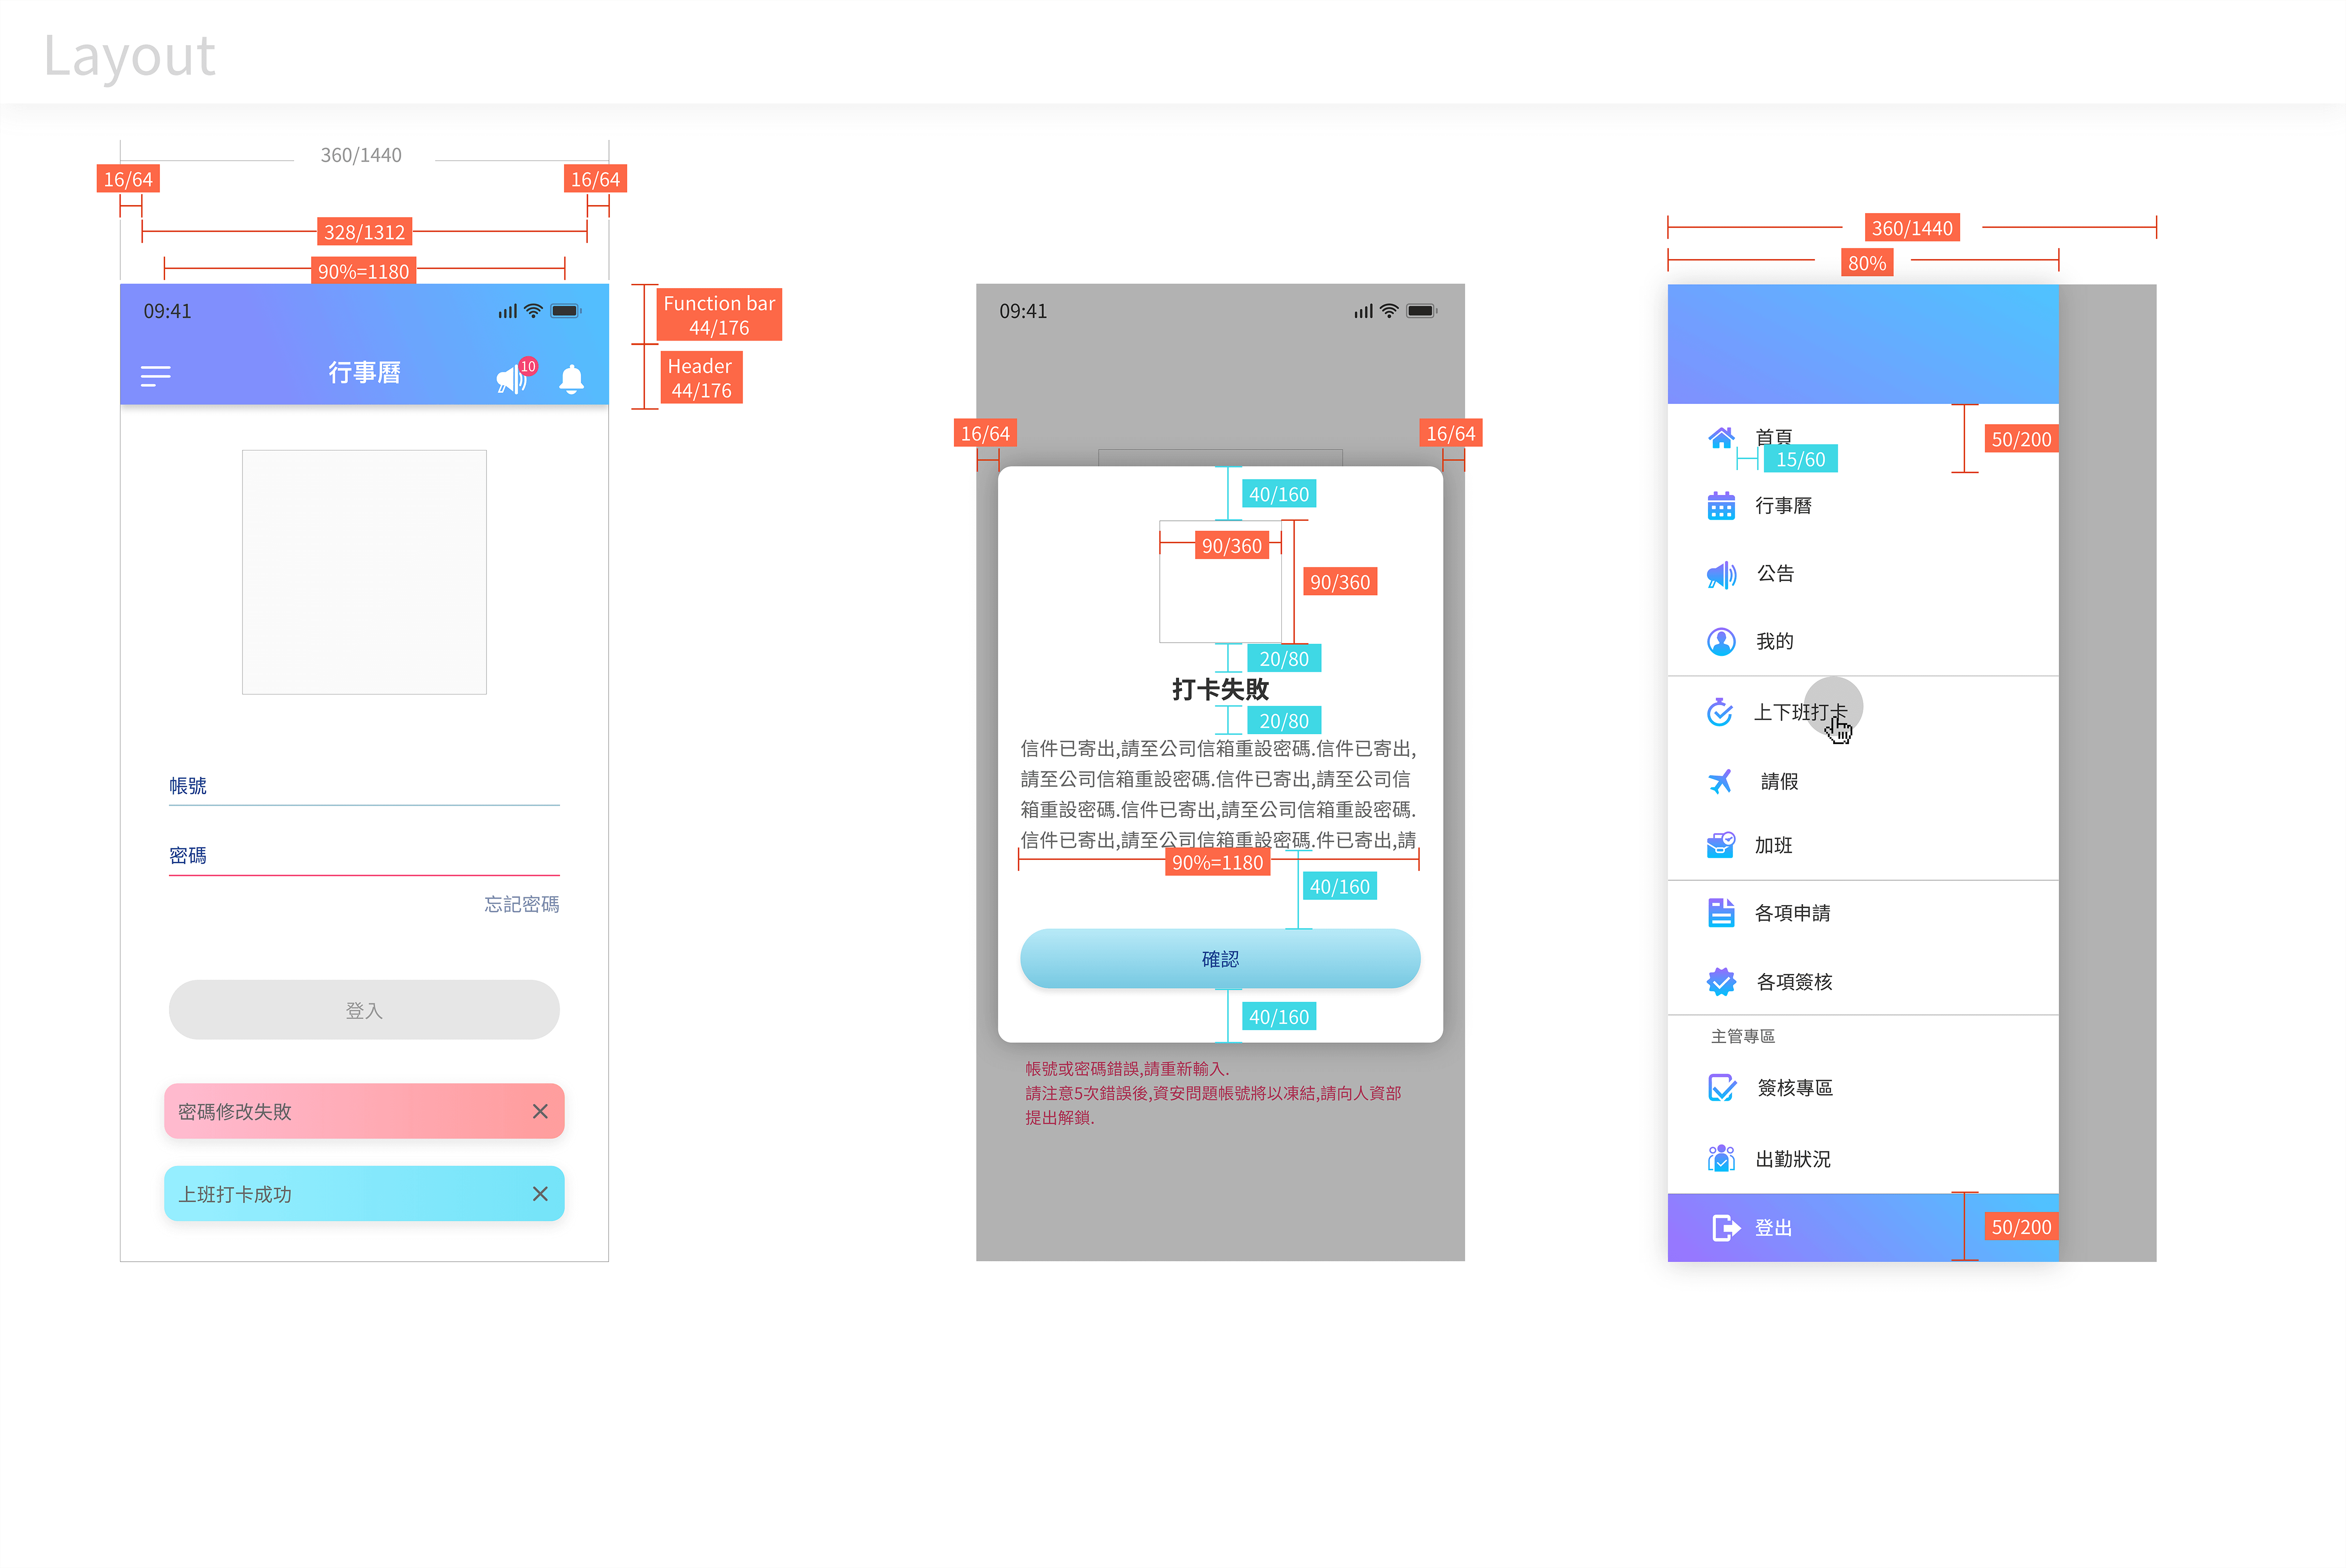 Layout
360/1440
16/64
16/64
328/1312
90%=1180
09:41
行事曆
10
Function bar
44/176
Header
44/176
帳號
密碼
忘記密碼
登入
密碼修改失敗
上班打卡成功
09:41
16/64
16/64
40/160
90/360
90/360
20/80
打卡失敗
20/80
信件已寄出,請至公司信箱重設密碼.信件已寄出,
請至公司信箱重設密碼.信件已寄出,請至公司信
箱重設密碼.信件已寄出,請至公司信箱重設密碼.
信件已寄出,請至公司信箱重設密碼.件已寄出,請
90%=1180
40/160
確認
40/160
帳號或密碼錯誤,請重新輸入.
請注意5次錯誤後,資安問題帳號將以凍結,請向人資部
提出解鎖.
360/1440
80%
首頁
50/200
15/60
行事曆
公告
我的
上下班打卡
請假
加班
各項申請
各項簽核
主管專區
簽核專區
出勤狀況
登出
50/200